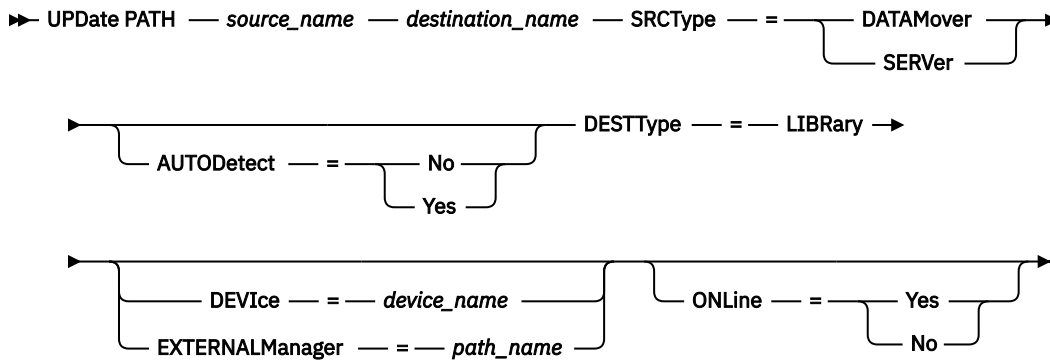 UPDate PATH source_name destination_name SRCType = DATAMover
SERVer
DESTType = LIBRary
AUTODetect = No
Yes
DEVIce = device_name ONLine = Yes
EXTERNALManager = path_name No